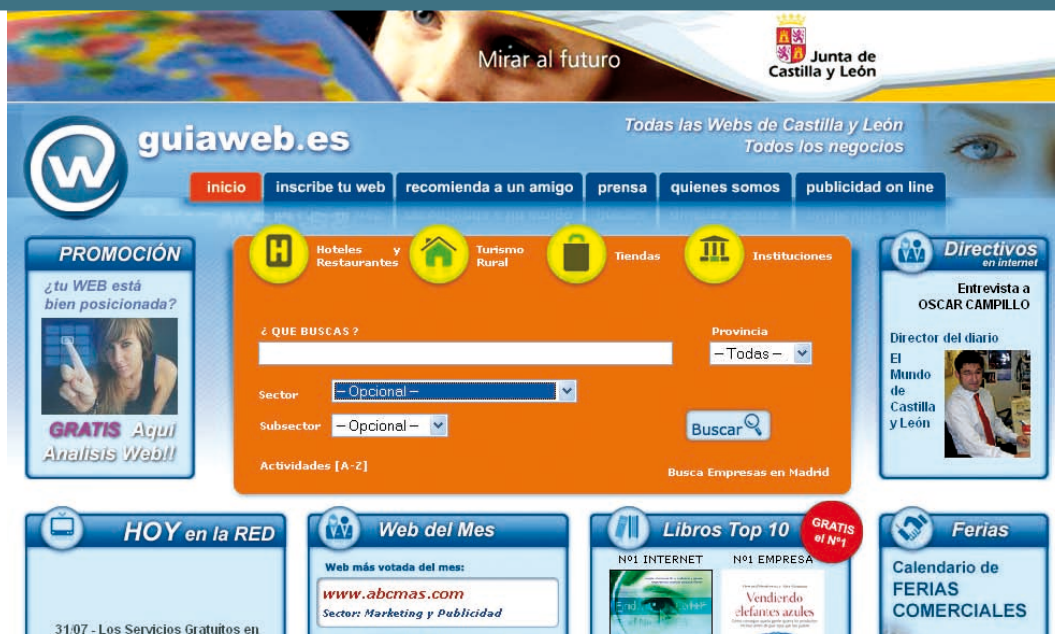 Mirar al futuro
Junta de
Castilla y León
guiaweb.es
Todas las Webs de Castilla y León
Todos los negocios
inicio
inscribe tu web
recomienda a un amigo
prensa
quienes somos
publicidad on line
PROMOCIÓN
¿tu WEB está
bien posicionada?
GRATIS Aqui
Analisis Web!!
Hoteles y
Restaurantes
Turismo
Rural
Tiendas
Instituciones
¿ QUE BUSCAS ?
Provincia
– Todas –
Sector
– Opcional –
Subsector
– Opcional –
Buscar
Actividades [A-Z]
Busca Empresas en Madrid
Directivos
en internet
Entrevista a
OSCAR CAMPILLO
Director del diario
El
Mundo
de
Castilla
y León
HOY en la RED
31/07 - Los Servicios Gratuitos en
Web del Mes
Web más votada del mes:
www.abcmas.com
Sector: Marketing y Publicidad
Libros Top 10
GRATIS
el Nº1
Nº1 INTERNET
Nº1 EMPRESA
Vendiendo
elefantes azules
Ferias
Calendario de
FERIAS
COMERCIALES